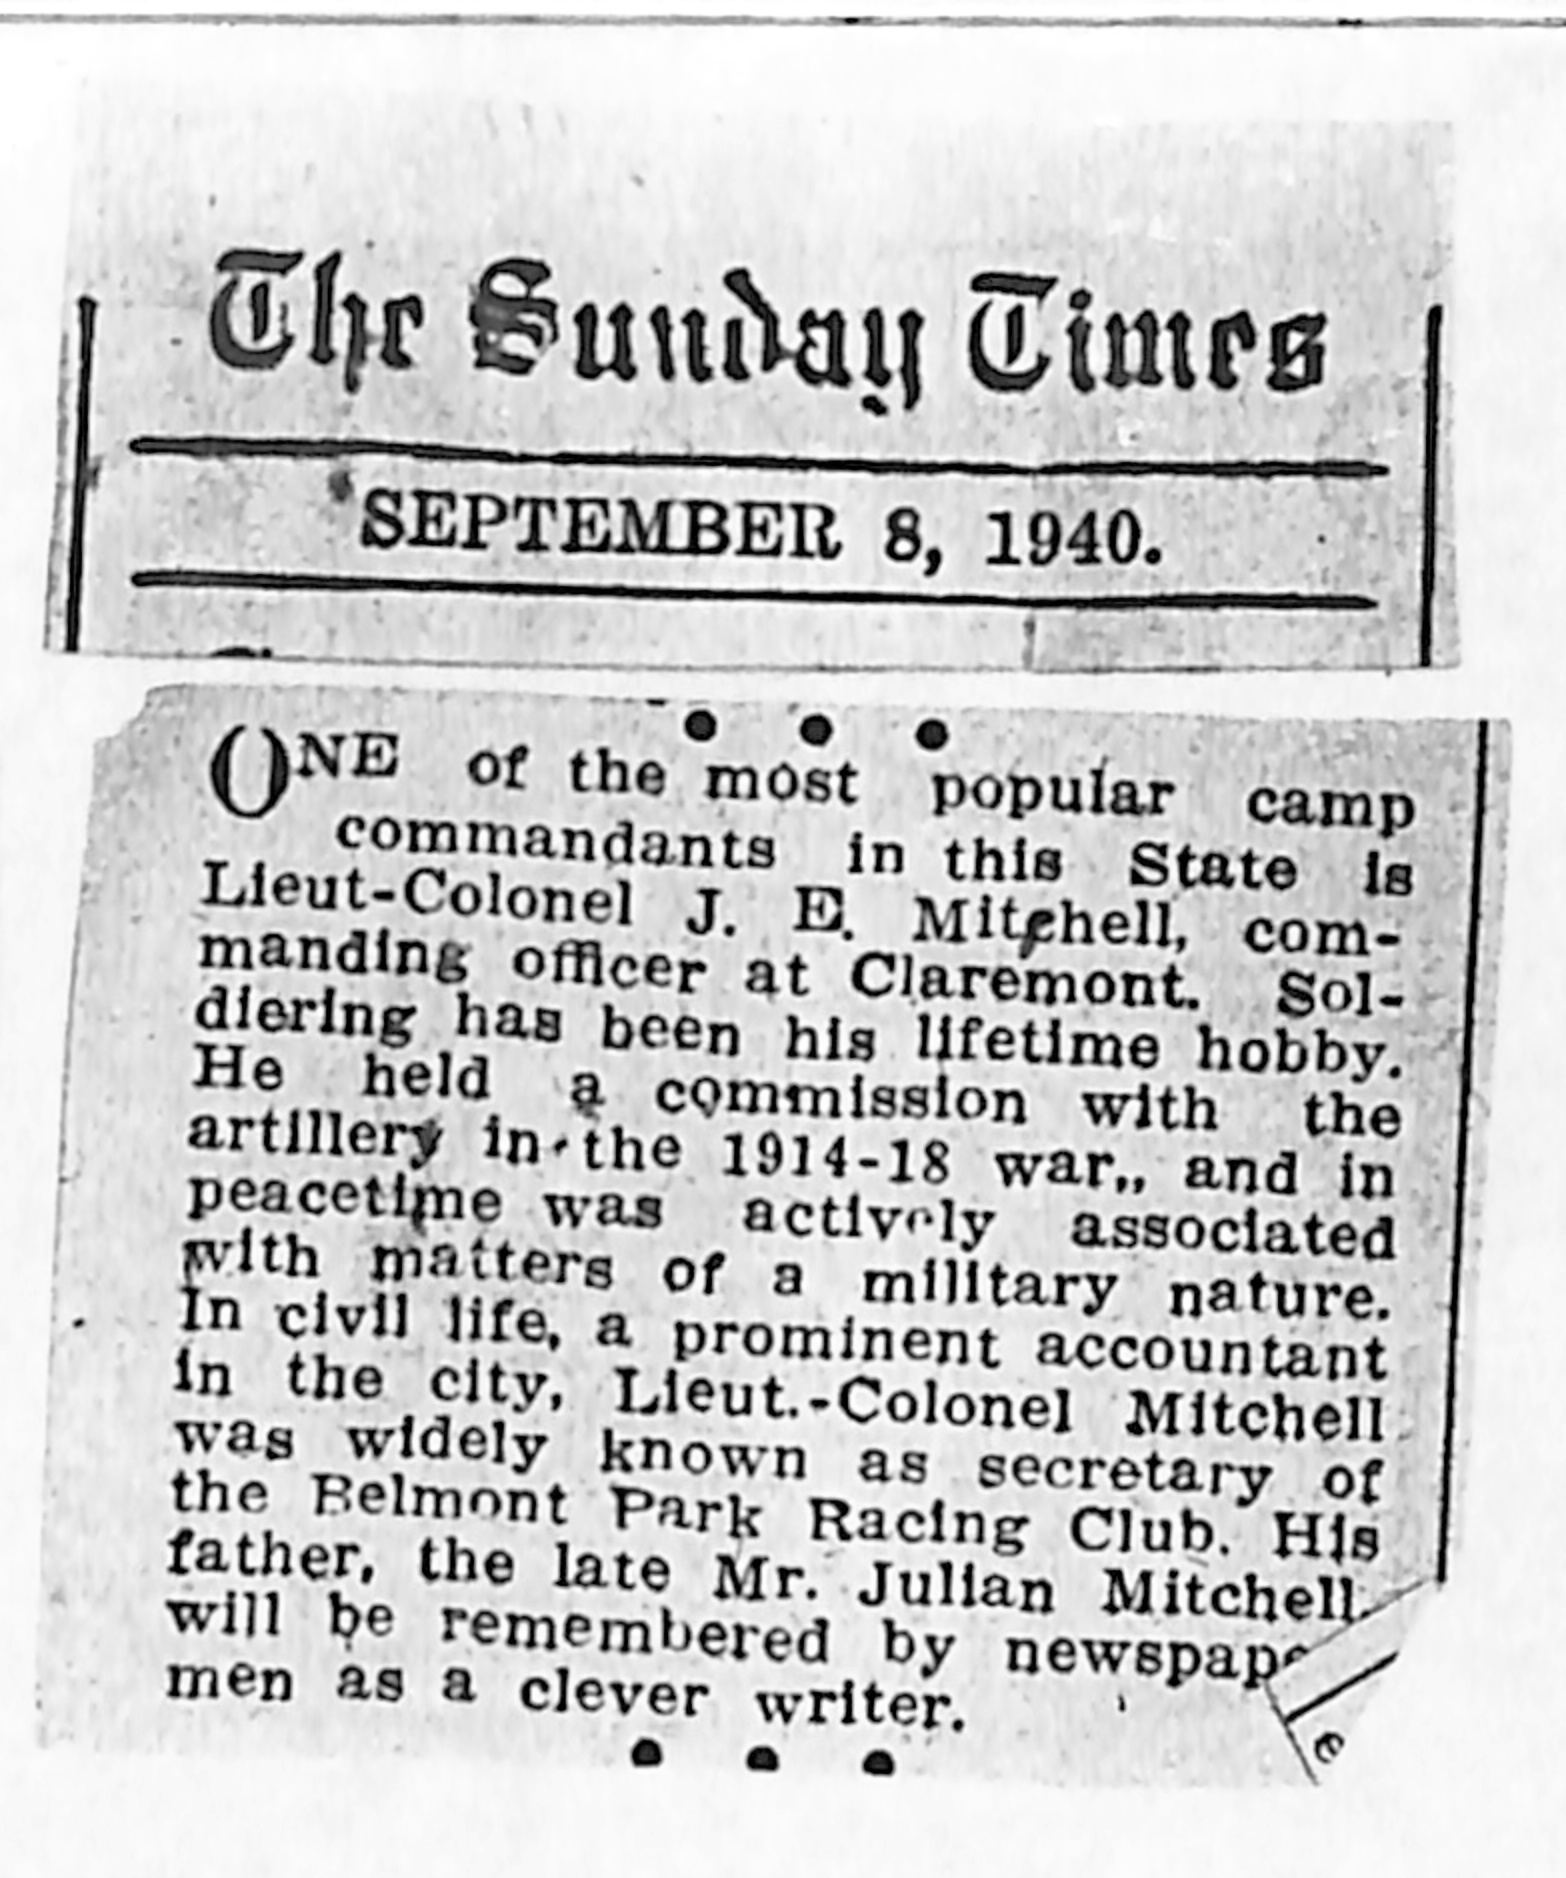 The Sunday Times
SEPTEMBER 8, 1940.
ONE of the most popular camp
commandants in this State is
Lieut-Colonel J. E. Mitchell, com-
manding officer at Claremont. Sol-
diering has been his lifetime hobby.
He held a commission with the
artillery in the 1914-18 war,, and in
peacetime was actively associated
with matters of a military nature.
In civil life, a prominent accountant
in the city, Lieut.-Colonel Mitchell
was widely known as secretary of
the Belmont Park Racing Club. His
father, the late Mr. Julian Mitchell,
will be remembered by newspape
men as a clever writer.
e